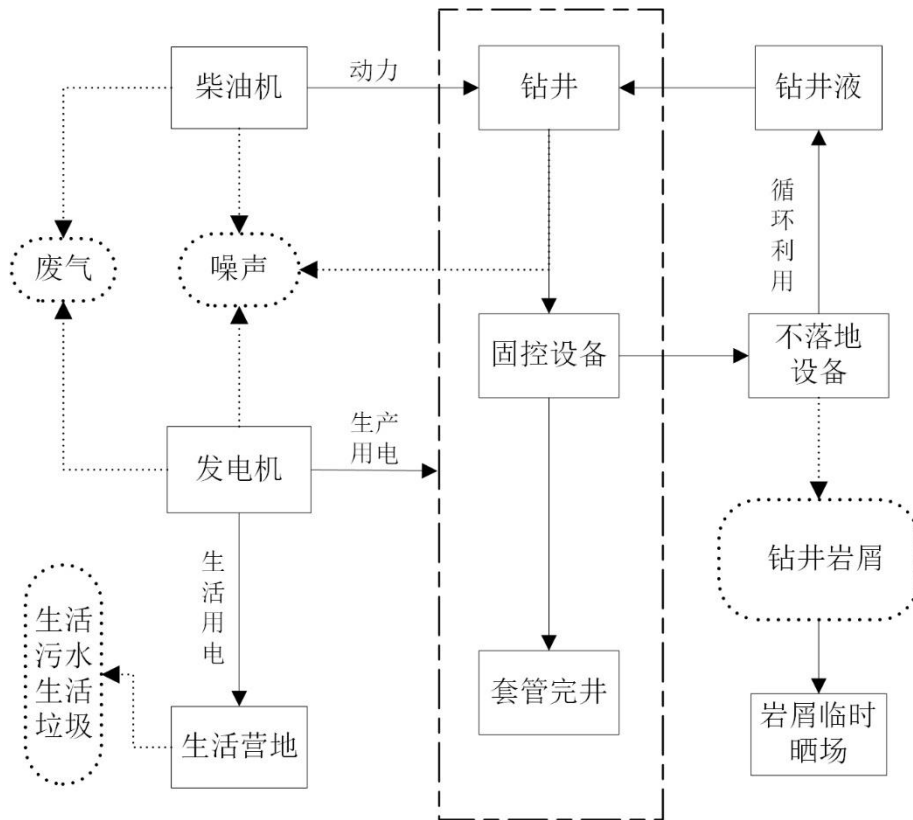 柴油机
动力
钻井
钻井液
循环利用
废气
噪声
固控设备
不落地
设备
发电机
生产
用电
钻井岩屑
生活用电
生活
污水
生活
垃圾
套管完井
生活营地
岩屑临时
晒场